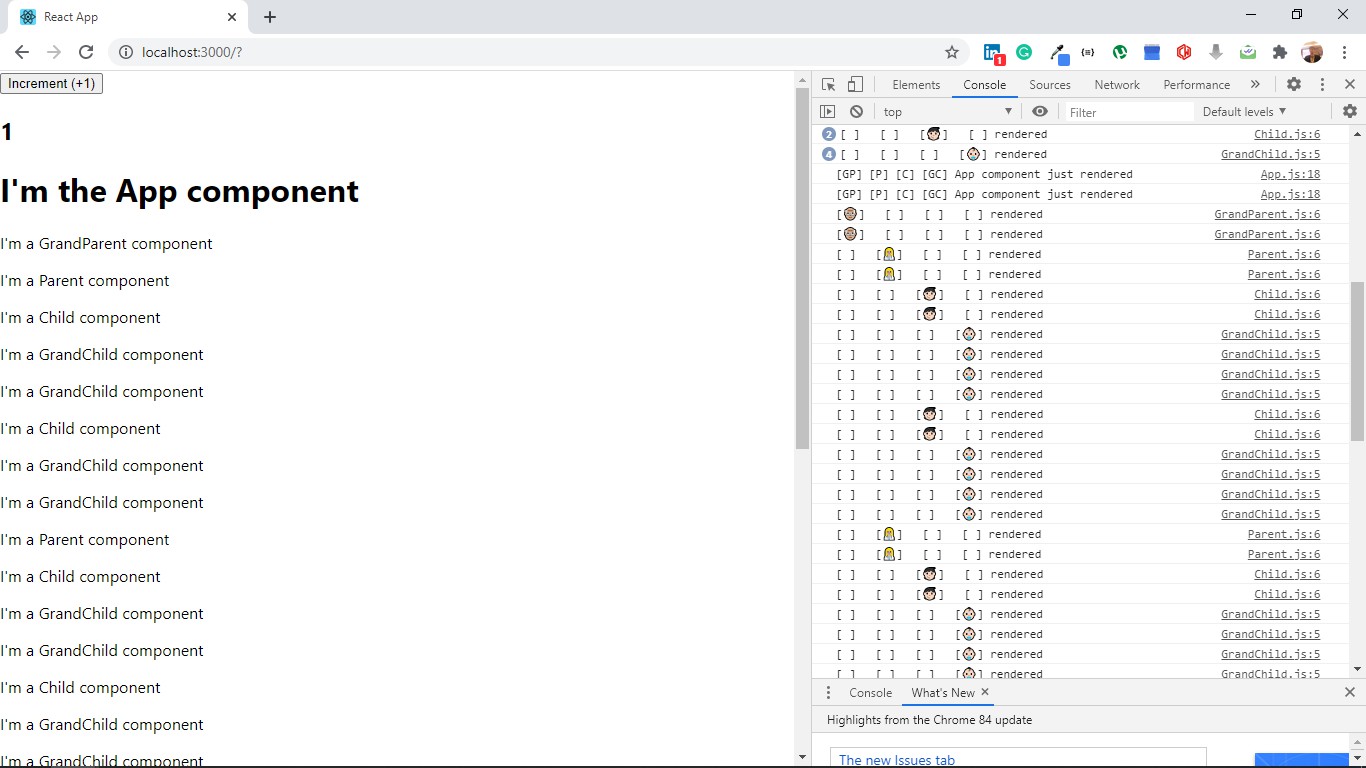 React App
localhost:3000/?
1
Increment (+1)
1
I'm the App component
I'm a GrandParent component
I'm a Parent component
I'm a Child component
I'm a GrandChild component
I'm a GrandChild component
I'm a Child component
I'm a GrandChild component
I'm a GrandChild component
I'm a Parent component
I'm a Child component
I'm a GrandChild component
I'm a GrandChild component
I'm a Child component
I'm a GrandChild component
I'm a GrandChild component
Elements Console Sources Network Performance »
top Filter Default levels
2 [ ] [ ] [👦🏻] [ ] rendered Child.js:6
4 [ ] [ ] [ ] [👶🏻] rendered GrandChild.js:5
[GP] [P] [C] [GC] App component just rendered App.js:18
[GP] [P] [C] [GC] App component just rendered App.js:18
[👴🏽] [ ] [ ] [ ] rendered GrandParent.js:6
[👴🏽] [ ] [ ] [ ] rendered GrandParent.js:6
[ ] [👩] [ ] [ ] rendered Parent.js:6
[ ] [👩] [ ] [ ] rendered Parent.js:6
[ ] [ ] [👦🏻] [ ] rendered Child.js:6
[ ] [ ] [👦🏻] [ ] rendered Child.js:6
[ ] [ ] [ ] [👶🏻] rendered GrandChild.js:5
[ ] [ ] [ ] [👶🏻] rendered GrandChild.js:5
[ ] [ ] [ ] [👶🏻] rendered GrandChild.js:5
[ ] [ ] [ ] [👶🏻] rendered GrandChild.js:5
[ ] [ ] [👦🏻] [ ] rendered Child.js:6
[ ] [ ] [👦🏻] [ ] rendered Child.js:6
[ ] [ ] [ ] [👶🏻] rendered GrandChild.js:5
[ ] [ ] [ ] [👶🏻] rendered GrandChild.js:5
[ ] [ ] [ ] [👶🏻] rendered GrandChild.js:5
[ ] [ ] [ ] [👶🏻] rendered GrandChild.js:5
[ ] [👩] [ ] [ ] rendered Parent.js:6
[ ] [👩] [ ] [ ] rendered Parent.js:6
[ ] [ ] [👦🏻] [ ] rendered Child.js:6
[ ] [ ] [👦🏻] [ ] rendered Child.js:6
[ ] [ ] [ ] [👶🏻] rendered GrandChild.js:5
[ ] [ ] [ ] [👶🏻] rendered GrandChild.js:5
[ ] [ ] [ ] [👶🏻] rendered GrandChild.js:5
[ ] [ ] [ ] [👶🏻] rendered GrandChild.js:5
Console What's New
Highlights from the Chrome 84 update
The new Issues tab